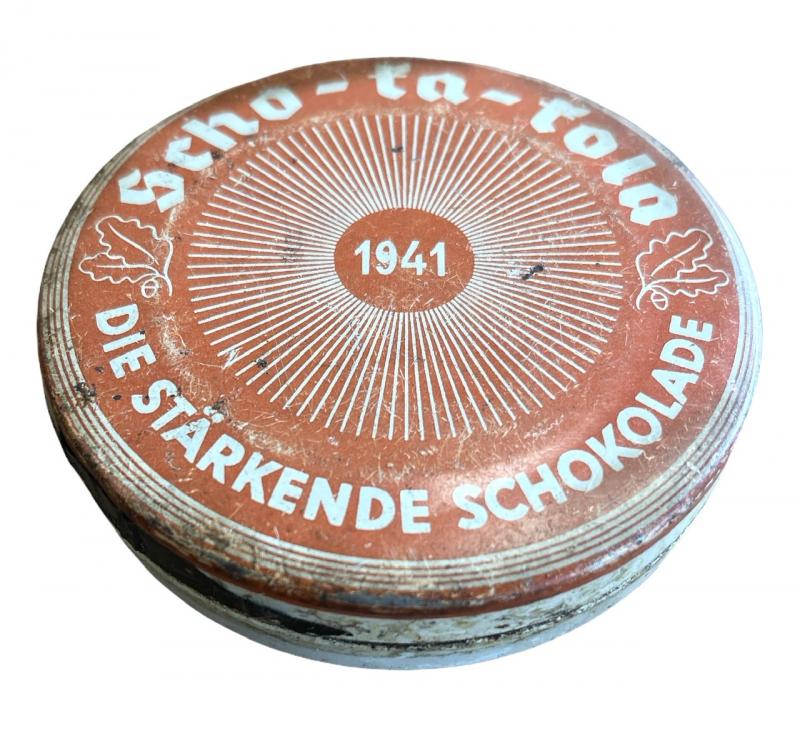 Scho-ka-kola
1941
DIE STÄRKENDE SCHOKOLADE